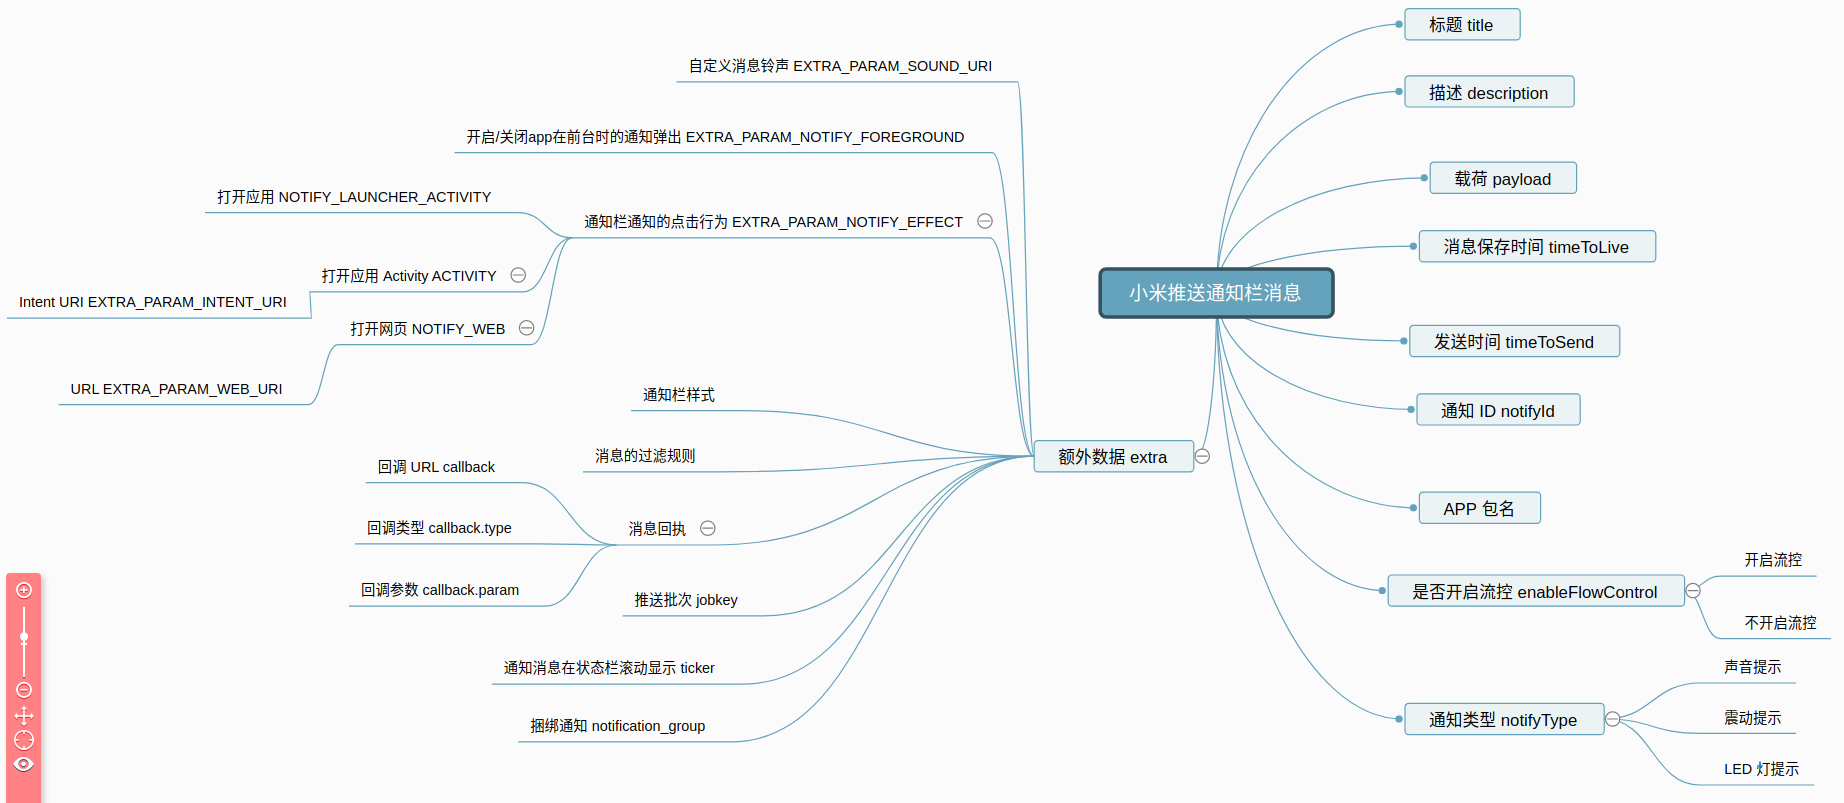 小米推送通知栏消息
标题 title
描述 description
载荷 payload
消息保存时间 timeToLive
发送时间 timeToSend
通知 ID notifyId
APP 包名
是否开启流控 enableFlowControl
开启流控
不开启流控
通知类型 notifyType
声音提示
震动提示
LED 灯提示
额外数据 extra
自定义消息铃声 EXTRA_PARAM_SOUND_URI
开启/关闭app在前台时的通知弹出 EXTRA_PARAM_NOTIFY_FOREGROUND
通知栏通知的点击行为 EXTRA_PARAM_NOTIFY_EFFECT
打开应用 NOTIFY_LAUNCHER_ACTIVITY
打开应用 Activity ACTIVITY
Intent URI EXTRA_PARAM_INTENT_URI
打开网页 NOTIFY_WEB
URL EXTRA_PARAM_WEB_URI
通知栏样式
消息的过滤规则
消息回执
回调 URL callback
回调类型 callback.type
回调参数 callback.param
推送批次 jobkey
通知消息在状态栏滚动显示 ticker
捆绑通知 notification_group